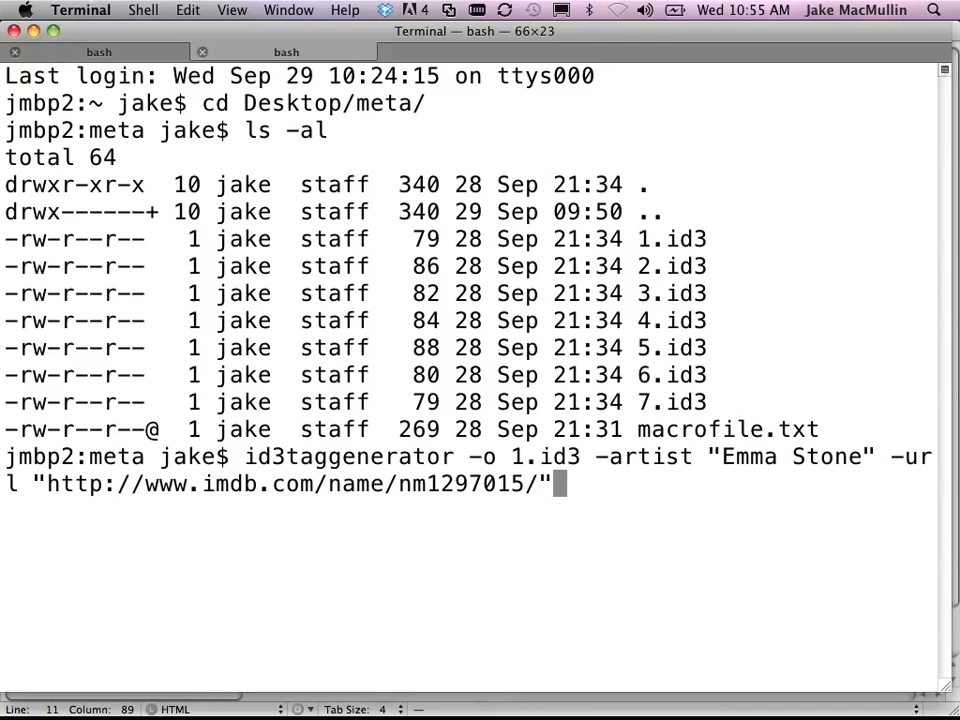 Terminal Shell Edit View Window Help 4 Wed 10:55 AM Jake MacMullin
Terminal — bash — 66×23
bash bash
Last login: Wed Sep 29 10:24:15 on ttys000
jmbp2:~ jake$ cd Desktop/meta/
jmbp2:meta jake$ ls -al
total 64
drwxr-xr-x 10 jake staff 340 28 Sep 21:34 .
drwx------+ 10 jake staff 340 29 Sep 09:50 ..
-rw-r--r-- 1 jake staff 79 28 Sep 21:34 1.id3
-rw-r--r-- 1 jake staff 86 28 Sep 21:34 2.id3
-rw-r--r-- 1 jake staff 82 28 Sep 21:34 3.id3
-rw-r--r-- 1 jake staff 84 28 Sep 21:34 4.id3
-rw-r--r-- 1 jake staff 88 28 Sep 21:34 5.id3
-rw-r--r-- 1 jake staff 80 28 Sep 21:34 6.id3
-rw-r--r-- 1 jake staff 79 28 Sep 21:34 7.id3
-rw-r--r--@ 1 jake staff 269 28 Sep 21:31 macrofile.txt
jmbp2:meta jake$ id3taggenerator -o 1.id3 -artist "Emma Stone" -ur
l "http://www.imdb.com/name/nm1297015/"
Line: 11 Column: 89 HTML Tab Size: 4 —